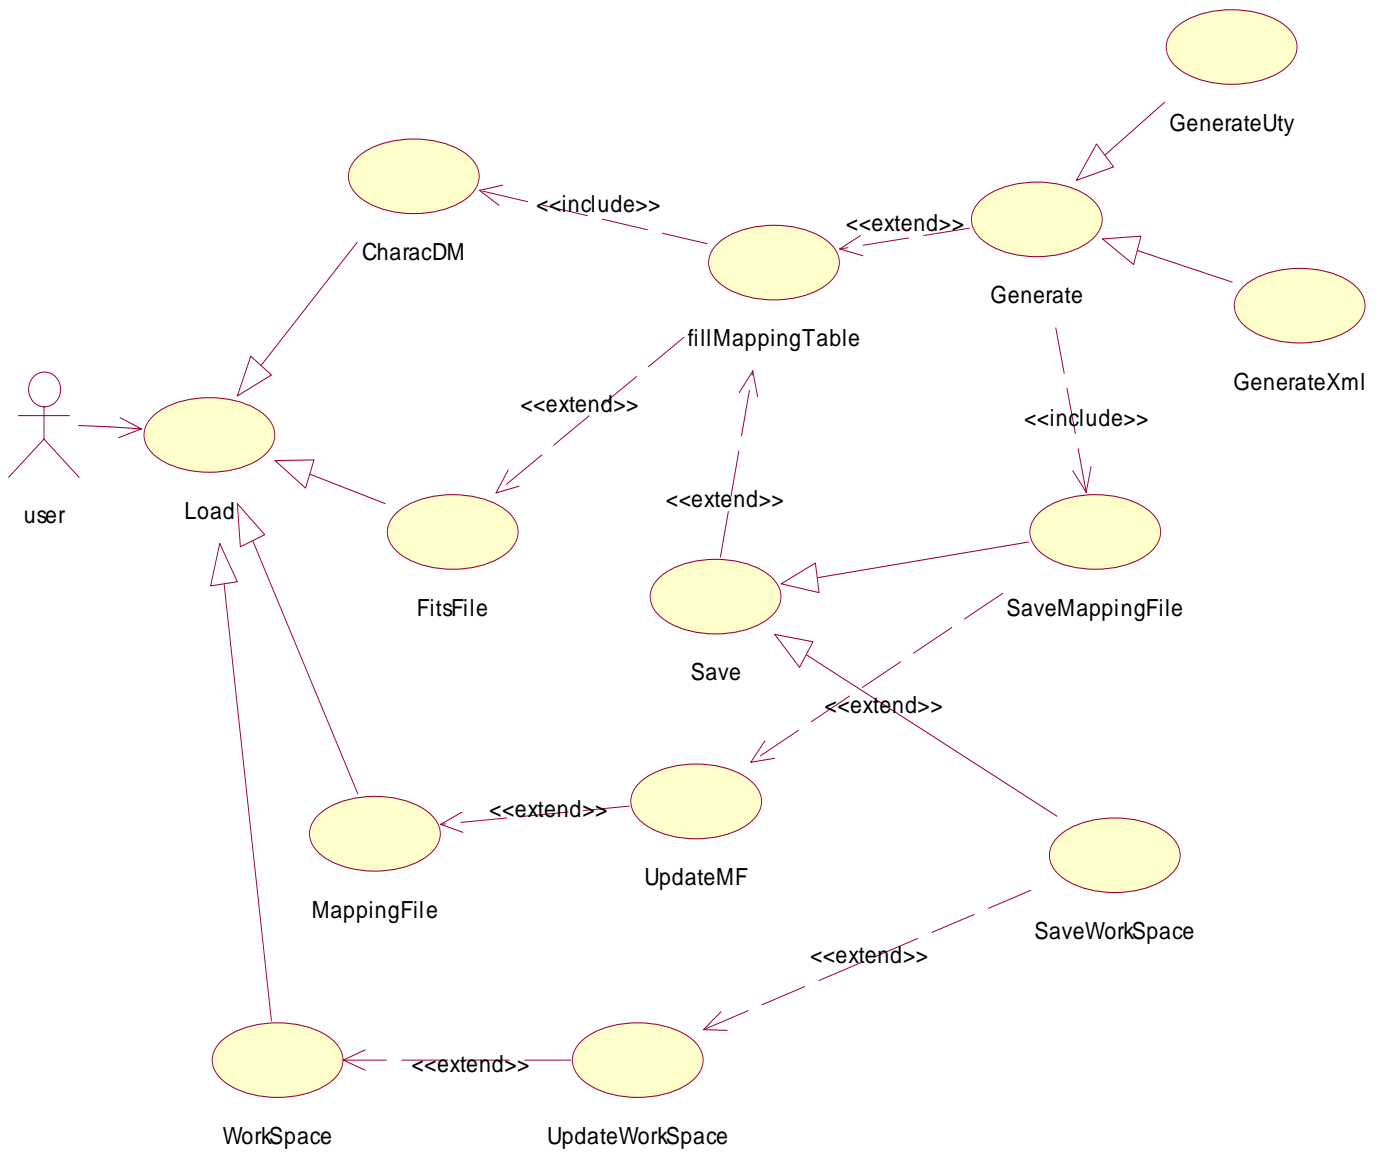 GenerateUty
<<include>>
<<extend>>
CharacDM
Generate
fillMappingTable
GenerateXml
<<extend>>
<<include>>
<<extend>>
user
Load
FitsFile
SaveMappingFile
Save
<<extend>>
<<extend>>
UpdateMF
MappingFile
SaveWorkSpace
<<extend>>
<<extend>>
WorkSpace
UpdateWorkSpace